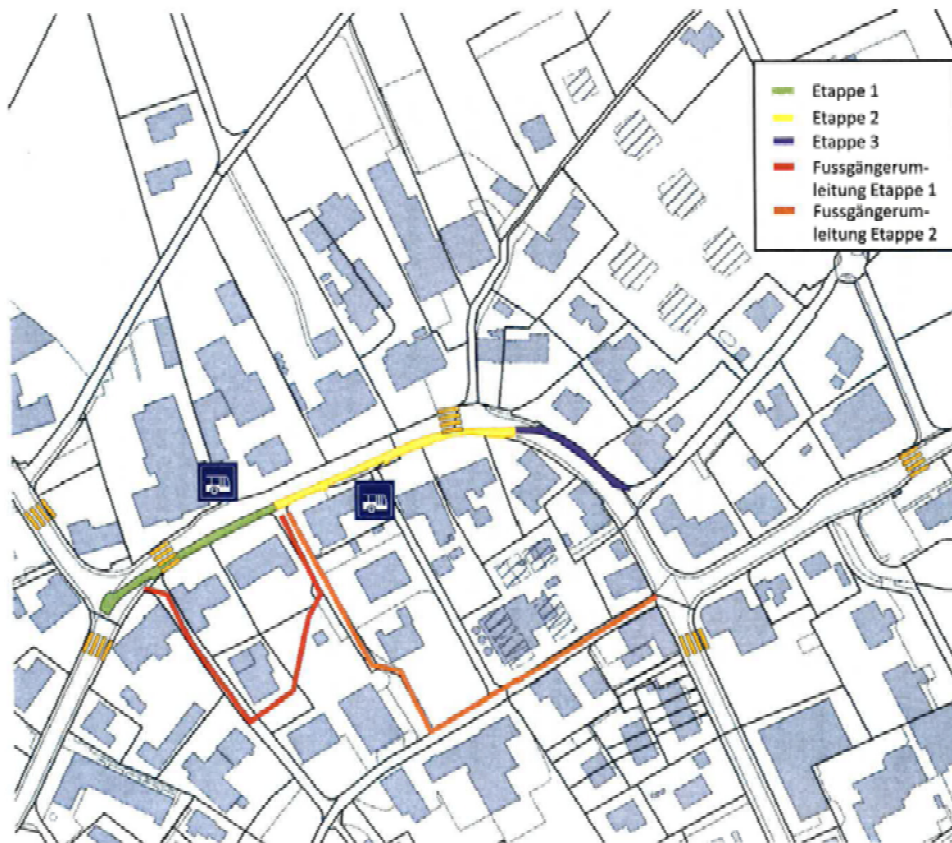 Etappe 1
Etappe 2
Etappe 3
Fussgängerum-
leitung Etappe 1
Fussgängerum-
leitung Etappe 2